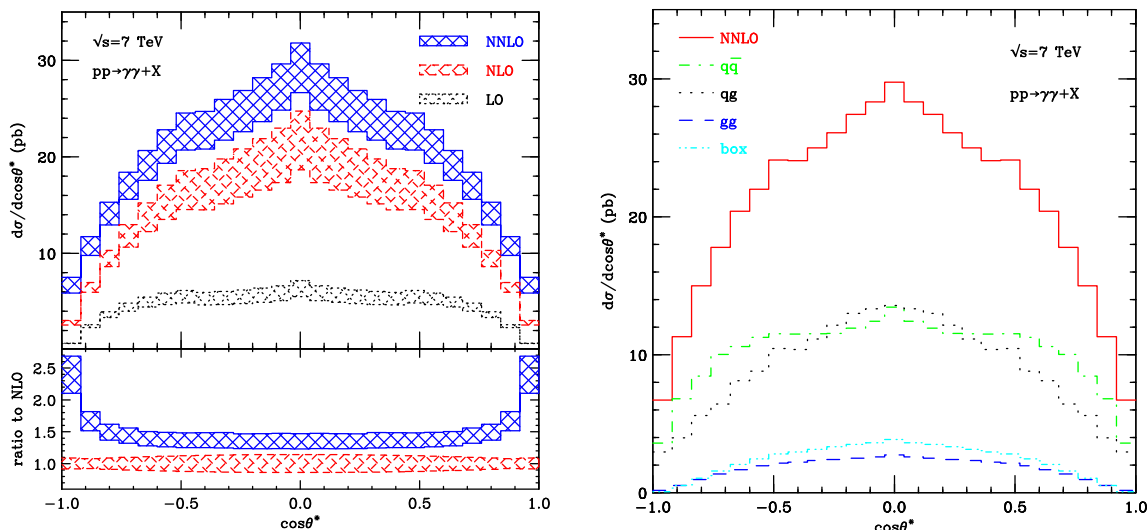 √s=7 TeV
pp→γγ+X
NNLO
NLO
LO
dσ/dcosθ* (pb)
30
20
10
ratio to NLO
2.5
2.0
1.5
1.0
-1.0
-0.5
0.0
0.5
1.0
cosθ*
NNLO
qq̄
qg
gg
box
√s=7 TeV
pp→γγ+X
dσ/dcosθ* (pb)
30
20
10
0
-1.0
-0.5
0.0
0.5
1.0
cosθ*